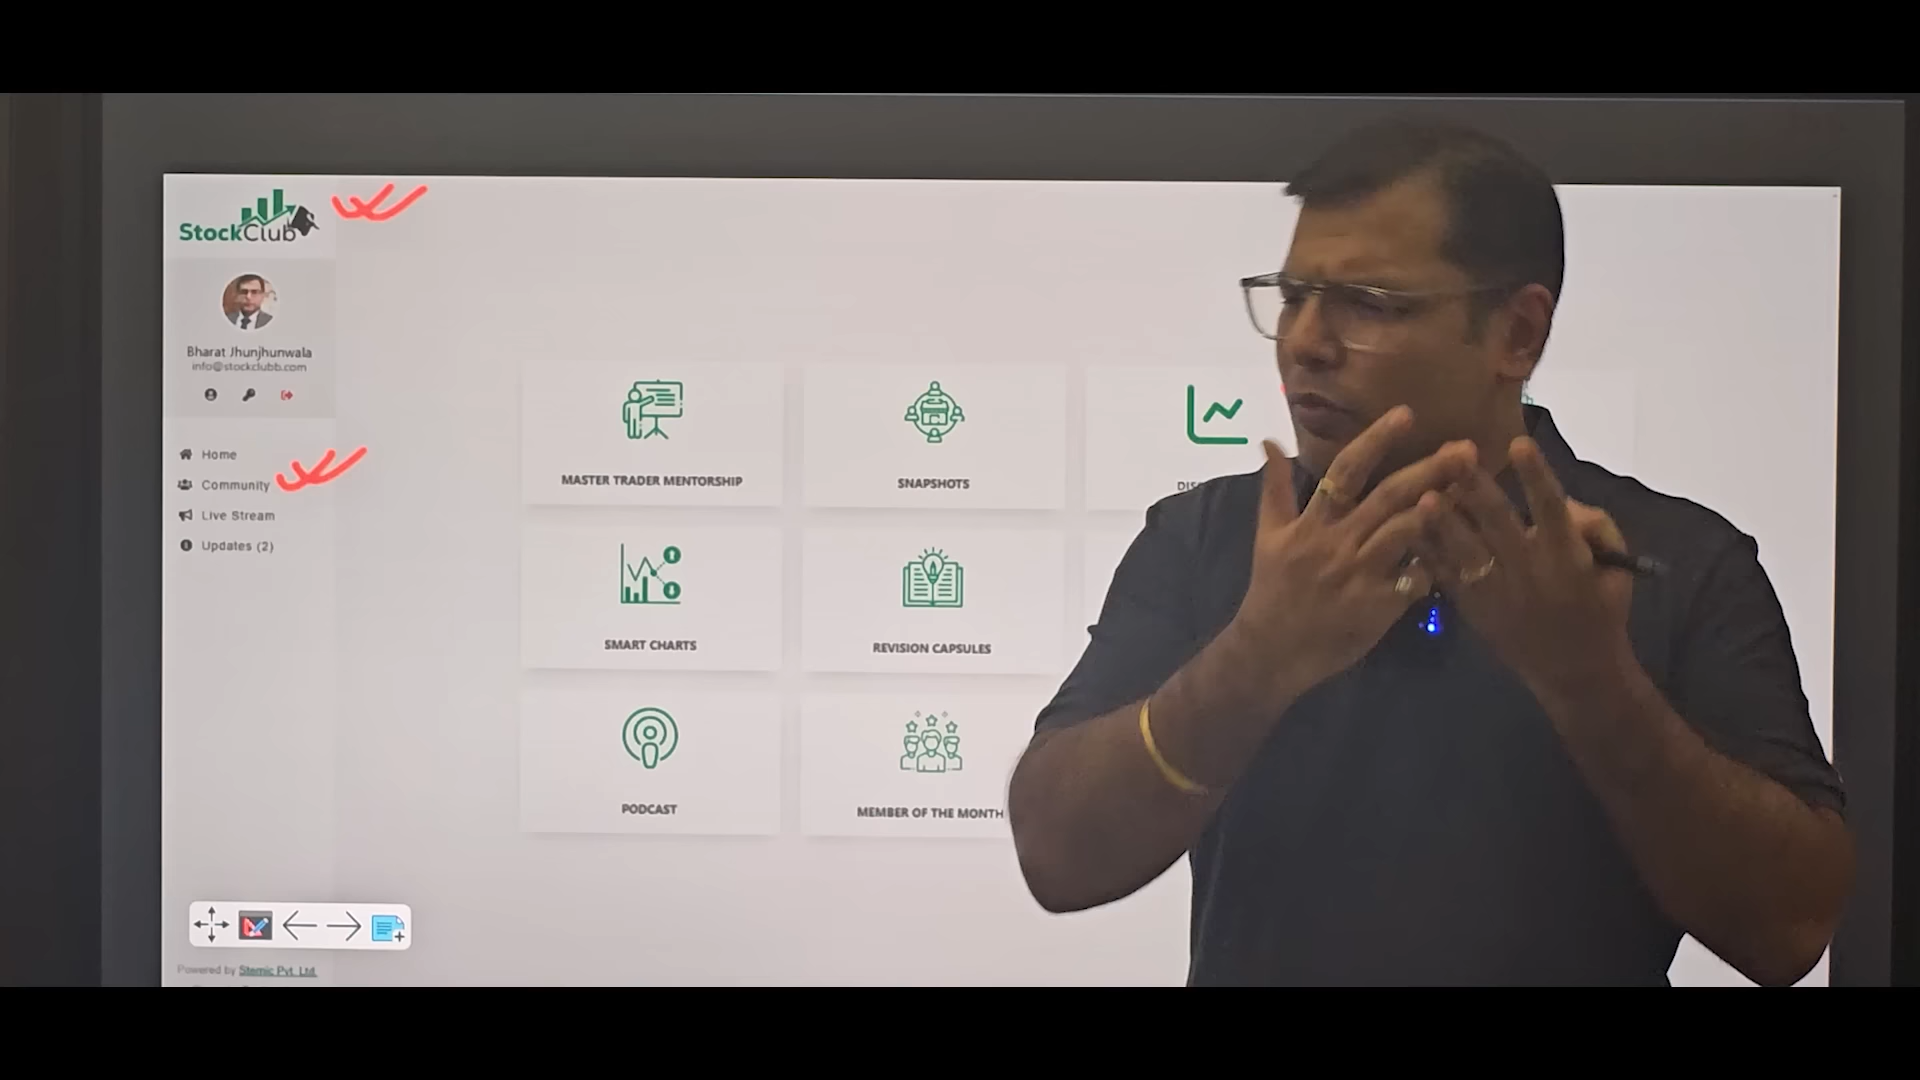 StockClub
Bharat Jhunjhunwala
info@stockclubb.com
Home
Community
Live Stream
Updates (2)
MASTER TRADER MENTORSHIP
SNAPSHOTS
SMART CHARTS
REVISION CAPSULES
PODCAST
MEMBER OF THE MONTH
Powered by Stemic Pvt. Ltd.